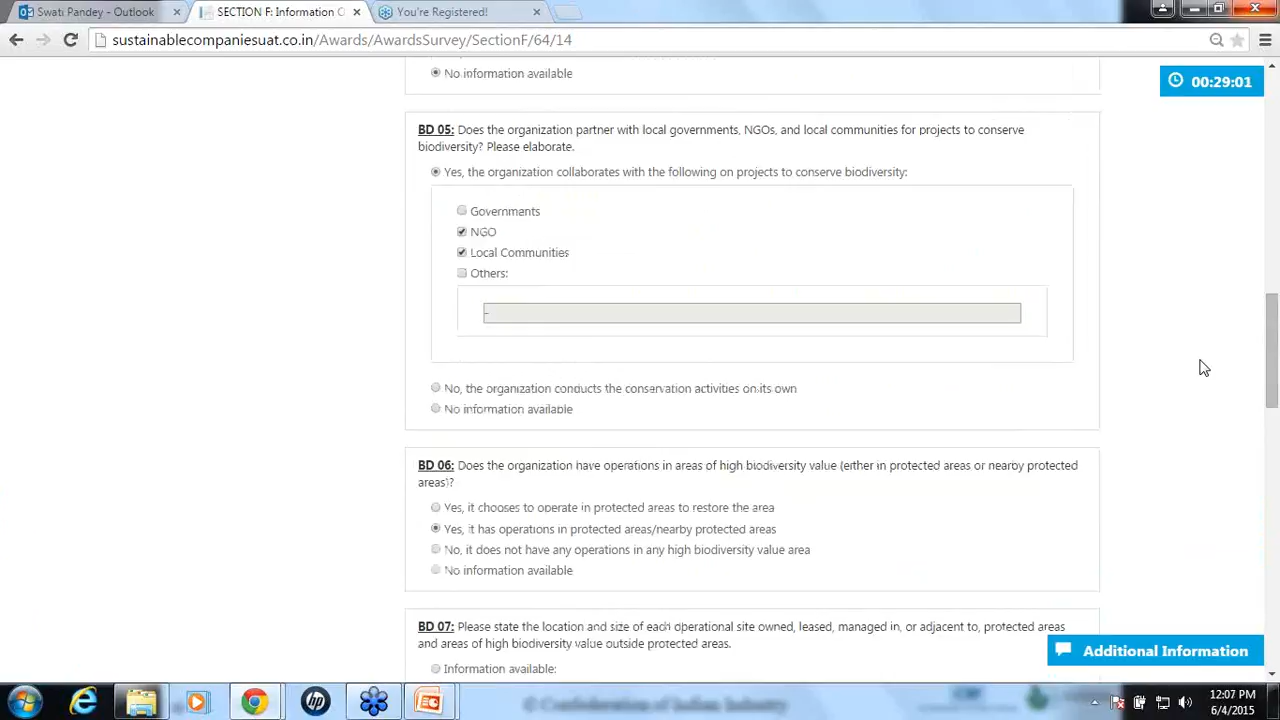 Swati Pandey - Outlook
SECTION F: Information O
You're Registered!
sustainablecompaniesuat.co.in/Awards/AwardsSurvey/SectionF/64/14
No information available
00:29:01
BD 05: Does the organization partner with local governments, NGOs, and local communities for projects to conserve
biodiversity? Please elaborate.
Yes, the organization collaborates with the following on projects to conserve biodiversity:
Governments
NGO
Local Communities
Others:
-
No, the organization conducts the conservation activities on its own
No information available
BD 06: Does the organization have operations in areas of high biodiversity value (either in protected areas or nearby protected
areas)?
Yes, it chooses to operate in protected areas to restore the area
Yes, it has operations in protected areas/nearby protected areas
No, it does not have any operations in any high biodiversity value area
No information available
BD 07: Please state the location and size of each operational site owned, leased, managed in, or adjacent to, protected areas
and areas of high biodiversity value outside protected areas.
Additional Information
Information available:
12:07 PM
6/4/2015